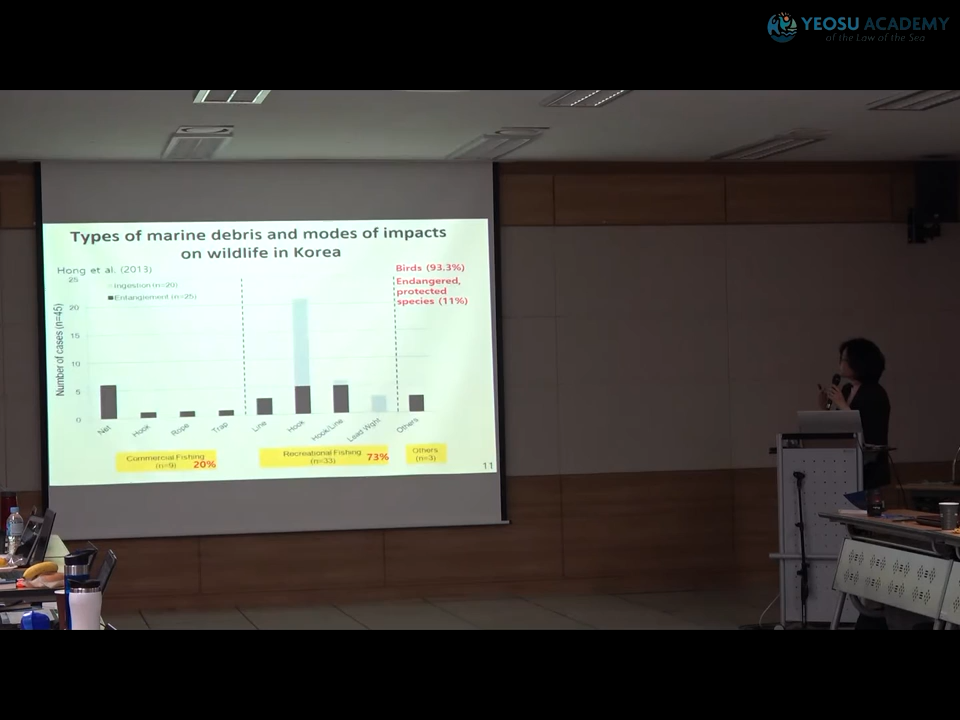 YEOSU ACADEMY
of the Law of the Sea
Types of marine debris and modes of impacts
on wildlife in Korea
Hong et al. (2013)
Birds (93.3%)
Endangered,
protected
species (11%)
Ingestion (n=20)
Entanglement (n=25)
Number of cases (n=45)
25
20
15
10
5
0
Net
Hook
Rope
Trap
Line
Hook
Hook/Line
Lead Wght
Others
Commercial Fishing
(n=9) 20%
Recreational Fishing
(n=33) 73%
Others
(n=3)
11